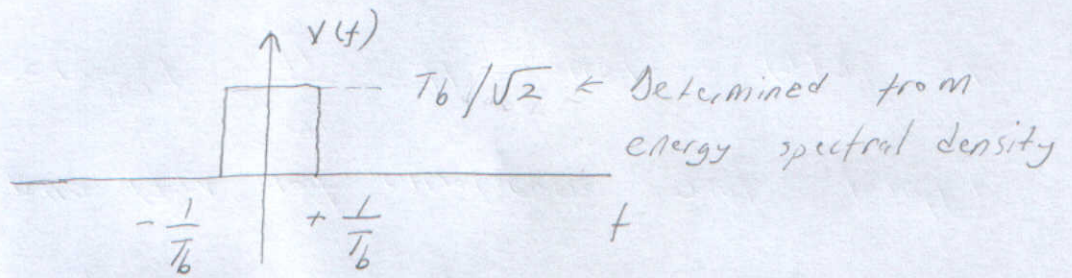 V(f)
Tb/√2 ← Determined from
energy spectral density
- 1/Tb + 1/Tb f